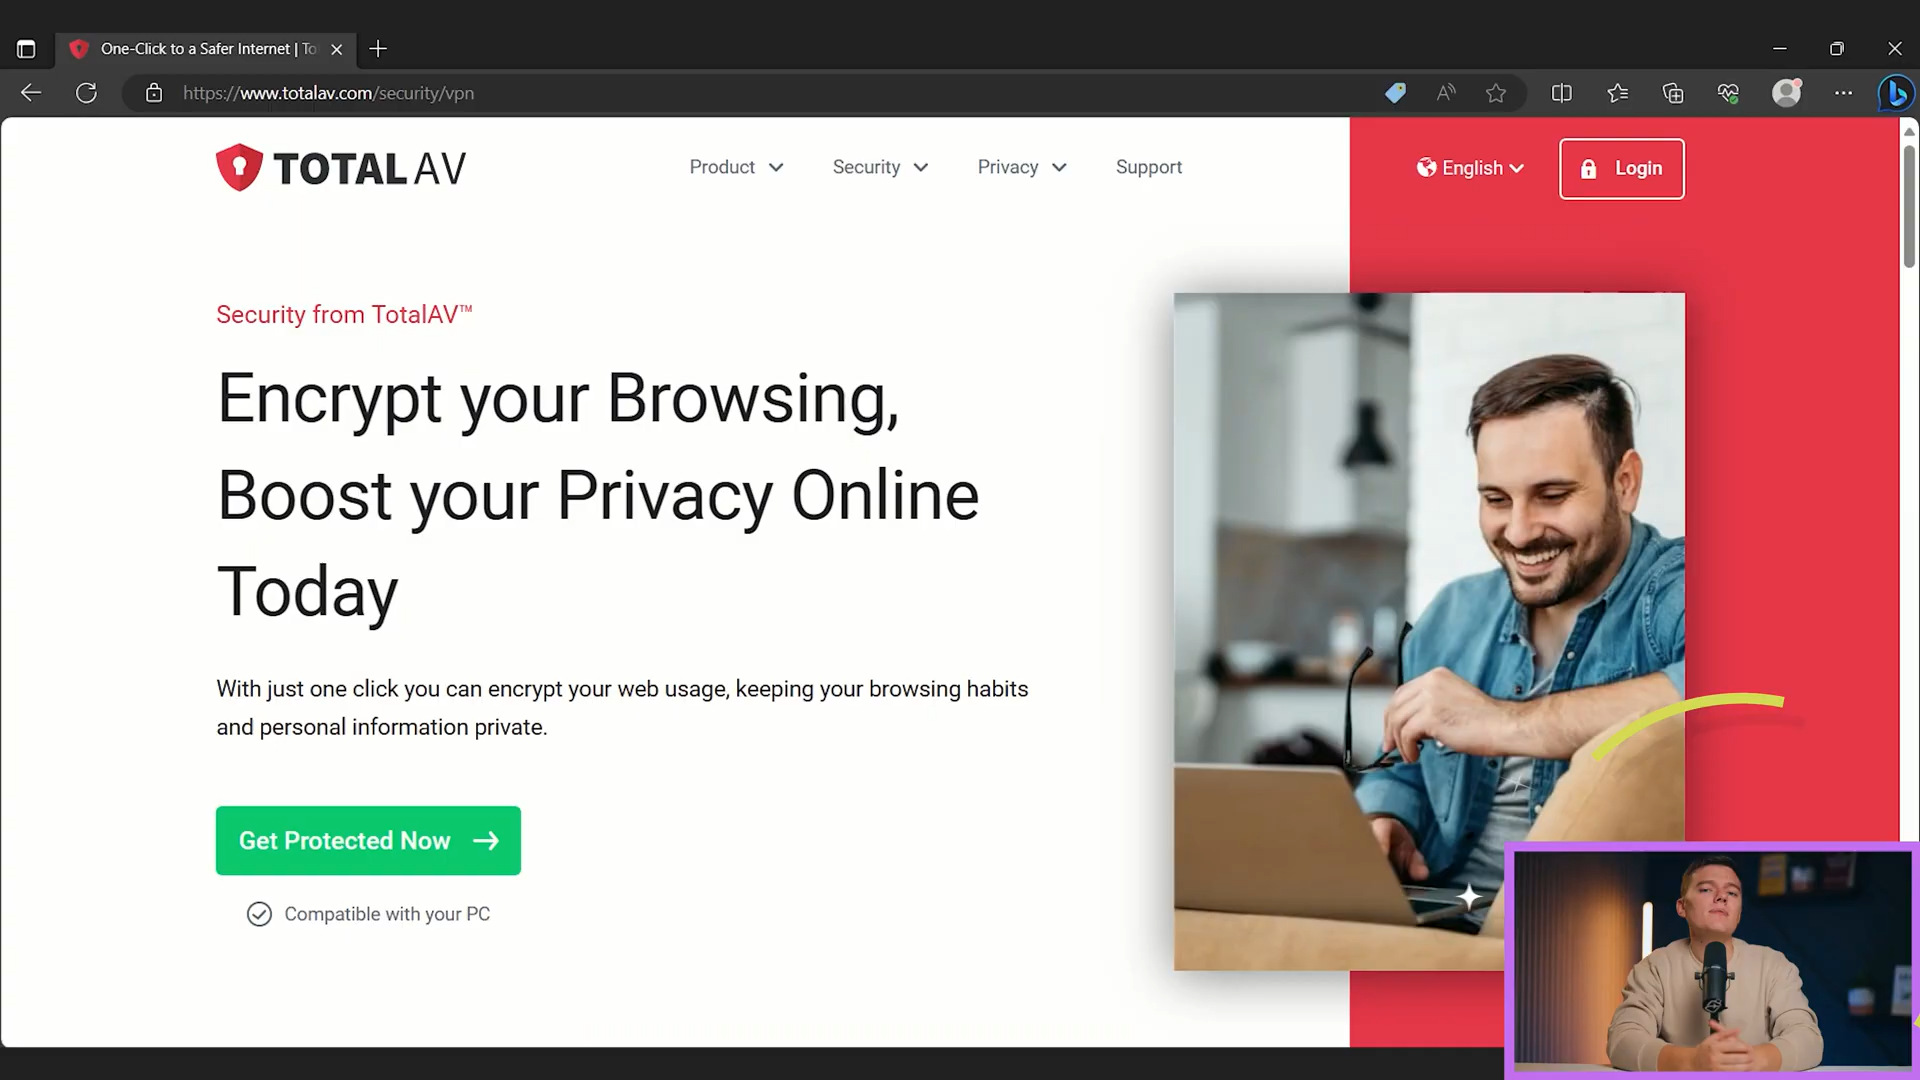 One-Click to a Safer Internet | To
https://www.totalav.com/security/vpn
TOTAL AV
Product
Security
Privacy
Support
English
Login
Security from TotalAV™
Encrypt your Browsing,
Boost your Privacy Online
Today
With just one click you can encrypt your web usage, keeping your browsing habits
and personal information private.
Get Protected Now
Compatible with your PC